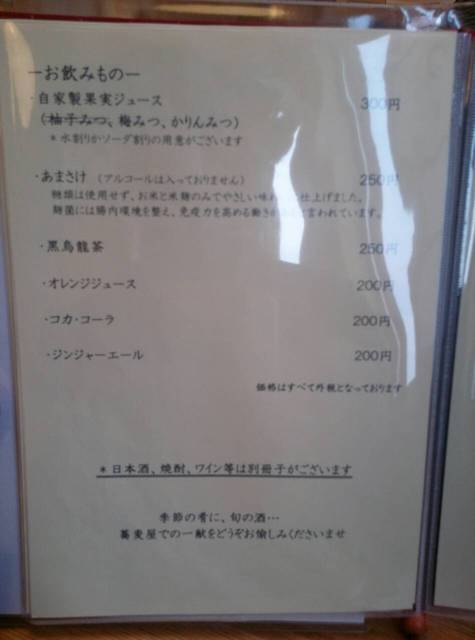 ーお飲みものー
・自家製果実ジュース 300円
(柚子みつ、梅みつ、かりんみつ)
＊水割りかソーダ割りの用意がございます
・あまさけ (アルコールは入っておりません) 250円
糖類は使用せず、お米と米麹のみでやさしい味わ 仕上げました。
麹菌には腸内環境を整え、免疫力を高める働きが と言われています。
・黒烏龍茶 250円
・オレンジジュース 200円
・コカ・コーラ 200円
・ジンジャーエール 200円
価格はすべて外税となっております
＊日本酒、焼酎、ワイン等は別冊子がございます
季節の肴に、旬の酒…
蕎麦屋での一献をどうぞお愉しみくださいませ